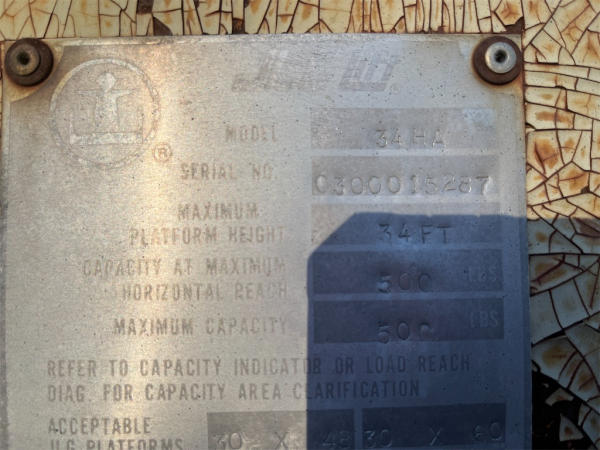 MODEL 34HA
SERIAL NO. 0300015287
MAXIMUM
PLATFORM HEIGHT 34FT
CAPACITY AT MAXIMUM
HORIZONTAL REACH 500 LBS
MAXIMUM CAPACITY 500 LBS
REFER TO CAPACITY INDICATOR OR LOAD REACH
DIAG. FOR CAPACITY AREA CLARIFICATION
ACCEPTABLE
PLATFORMS 30 X 48 30 X 60